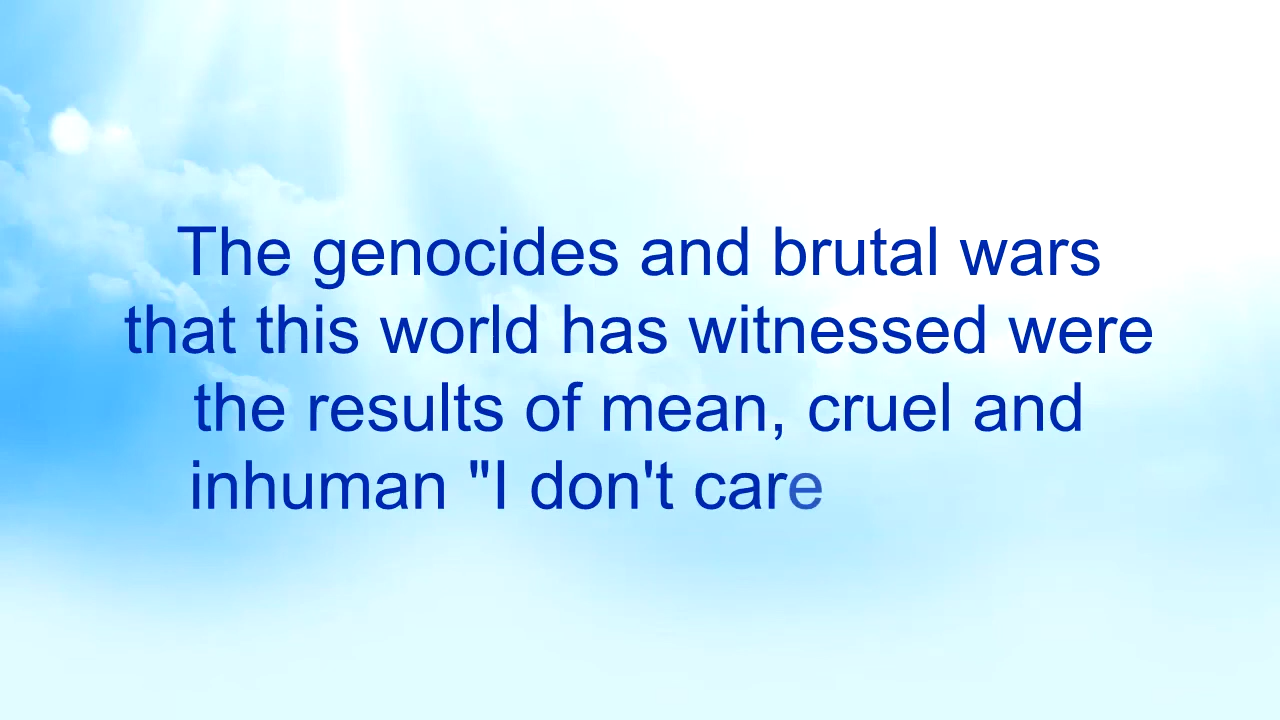 The genocides and brutal wars
that this world has witnessed were
the results of mean, cruel and
inhuman "I don't care